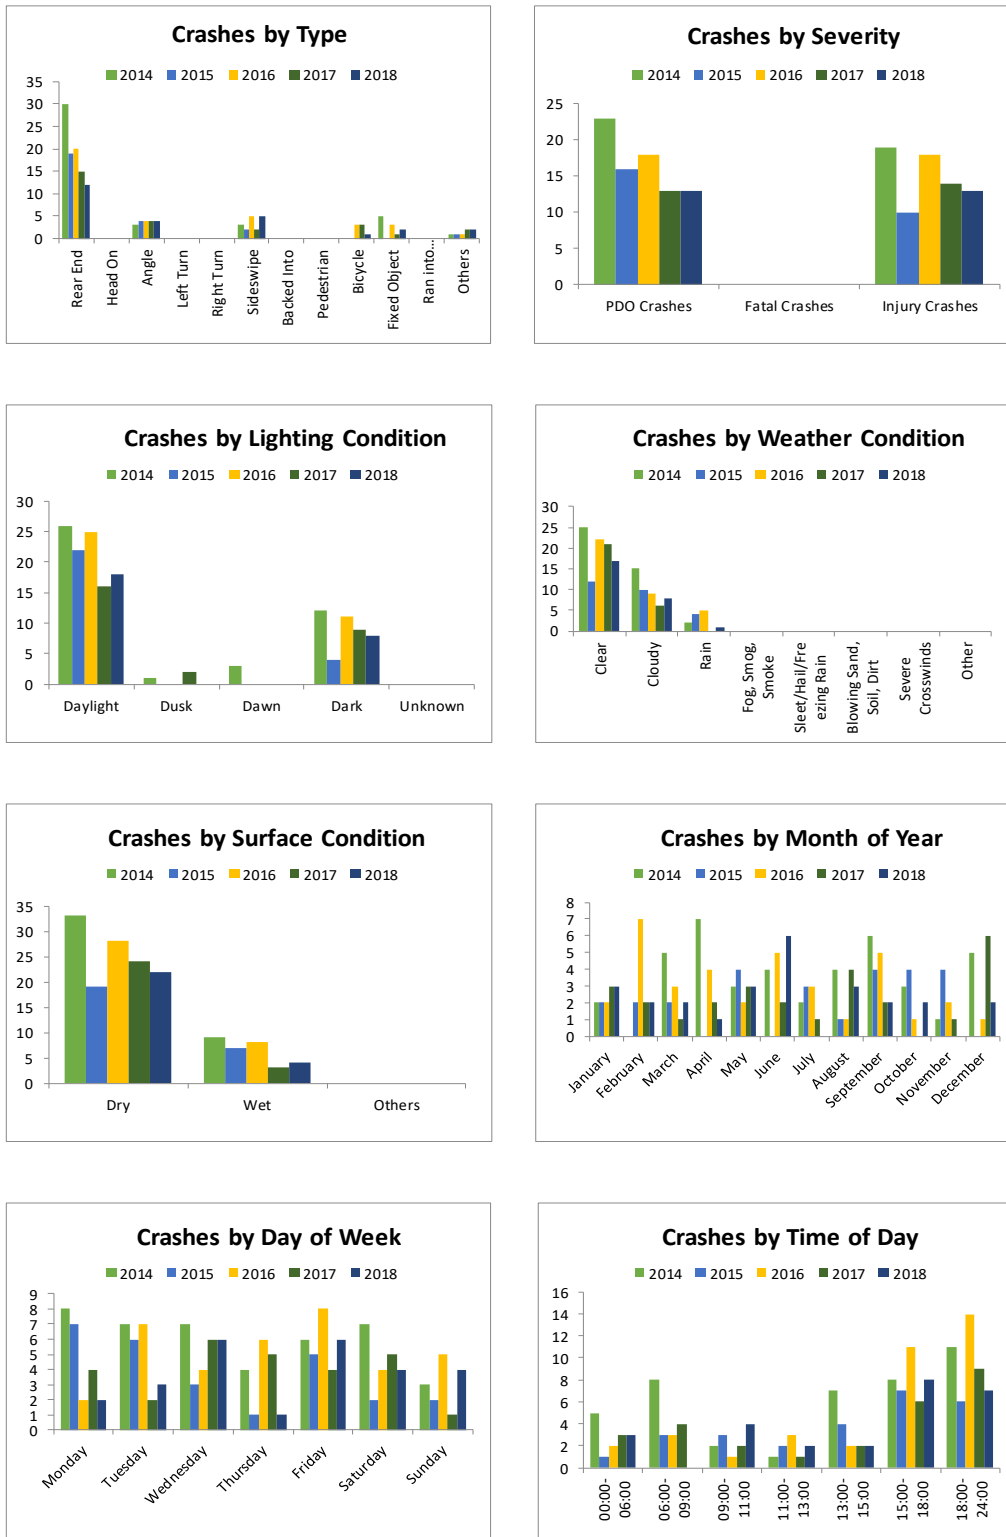 Crashes by Type
2014 2015 2016 2017 2018
35
30
25
20
15
10
5
0
Rear End
Head On
Angle
Left Turn
Right Turn
Sideswipe
Backed Into
Pedestrian
Bicycle
Fixed Object
Ran into...
Others
Crashes by Severity
2014 2015 2016 2017 2018
25
20
15
10
5
0
PDO Crashes Fatal Crashes Injury Crashes
Crashes by Lighting Condition
2014 2015 2016 2017 2018
30
25
20
15
10
5
0
Daylight Dusk Dawn Dark Unknown
Crashes by Weather Condition
2014 2015 2016 2017 2018
30
25
20
15
10
5
0
Clear
Cloudy
Rain
Fog, Smog,
Smoke
Sleet/Hail/Fre
ezing Rain
Blowing Sand,
Soil, Dirt
Severe
Crosswinds
Other
Crashes by Surface Condition
2014 2015 2016 2017 2018
35
30
25
20
15
10
5
0
Dry Wet Others
Crashes by Month of Year
2014 2015 2016 2017 2018
8
7
6
5
4
3
2
1
0
January
February
March
April
May
June
July
August
September
October
November
December
Crashes by Day of Week
2014 2015 2016 2017 2018
9
8
7
6
5
4
3
2
1
0
Monday
Tuesday
Wednesday
Thursday
Friday
Saturday
Sunday
Crashes by Time of Day
2014 2015 2016 2017 2018
16
14
12
10
8
6
4
2
0
00:00-
06:00
06:00-
09:00
09:00-
11:00
11:00-
13:00
13:00-
15:00
15:00-
18:00
18:00-
24:00